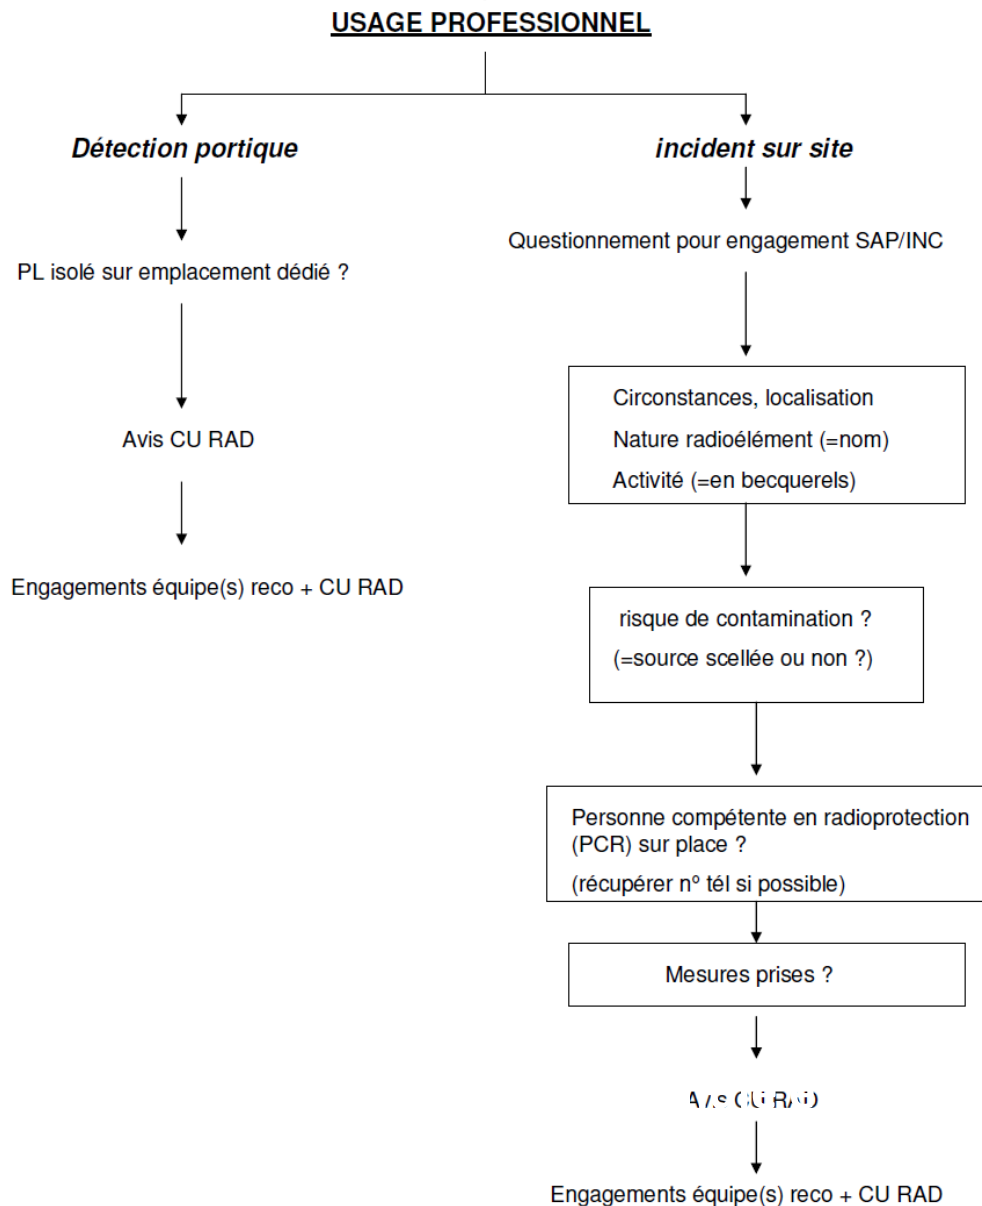 USAGE PROFESSIONNEL
Détection portique
PL isolé sur emplacement dédié ?
Avis CU RAD
Engagements équipe(s) reco + CU RAD
incident sur site
Questionnement pour engagement SAP/INC
Circonstances, localisation
Nature radioélément (=nom)
Activité (=en becquerels)
risque de contamination ?
(=source scellée ou non ?)
Personne compétente en radioprotection
(PCR) sur place ?
(récupérer n° tél si possible)
Mesures prises ?
Avis CU RAD
Engagements équipe(s) reco + CU RAD